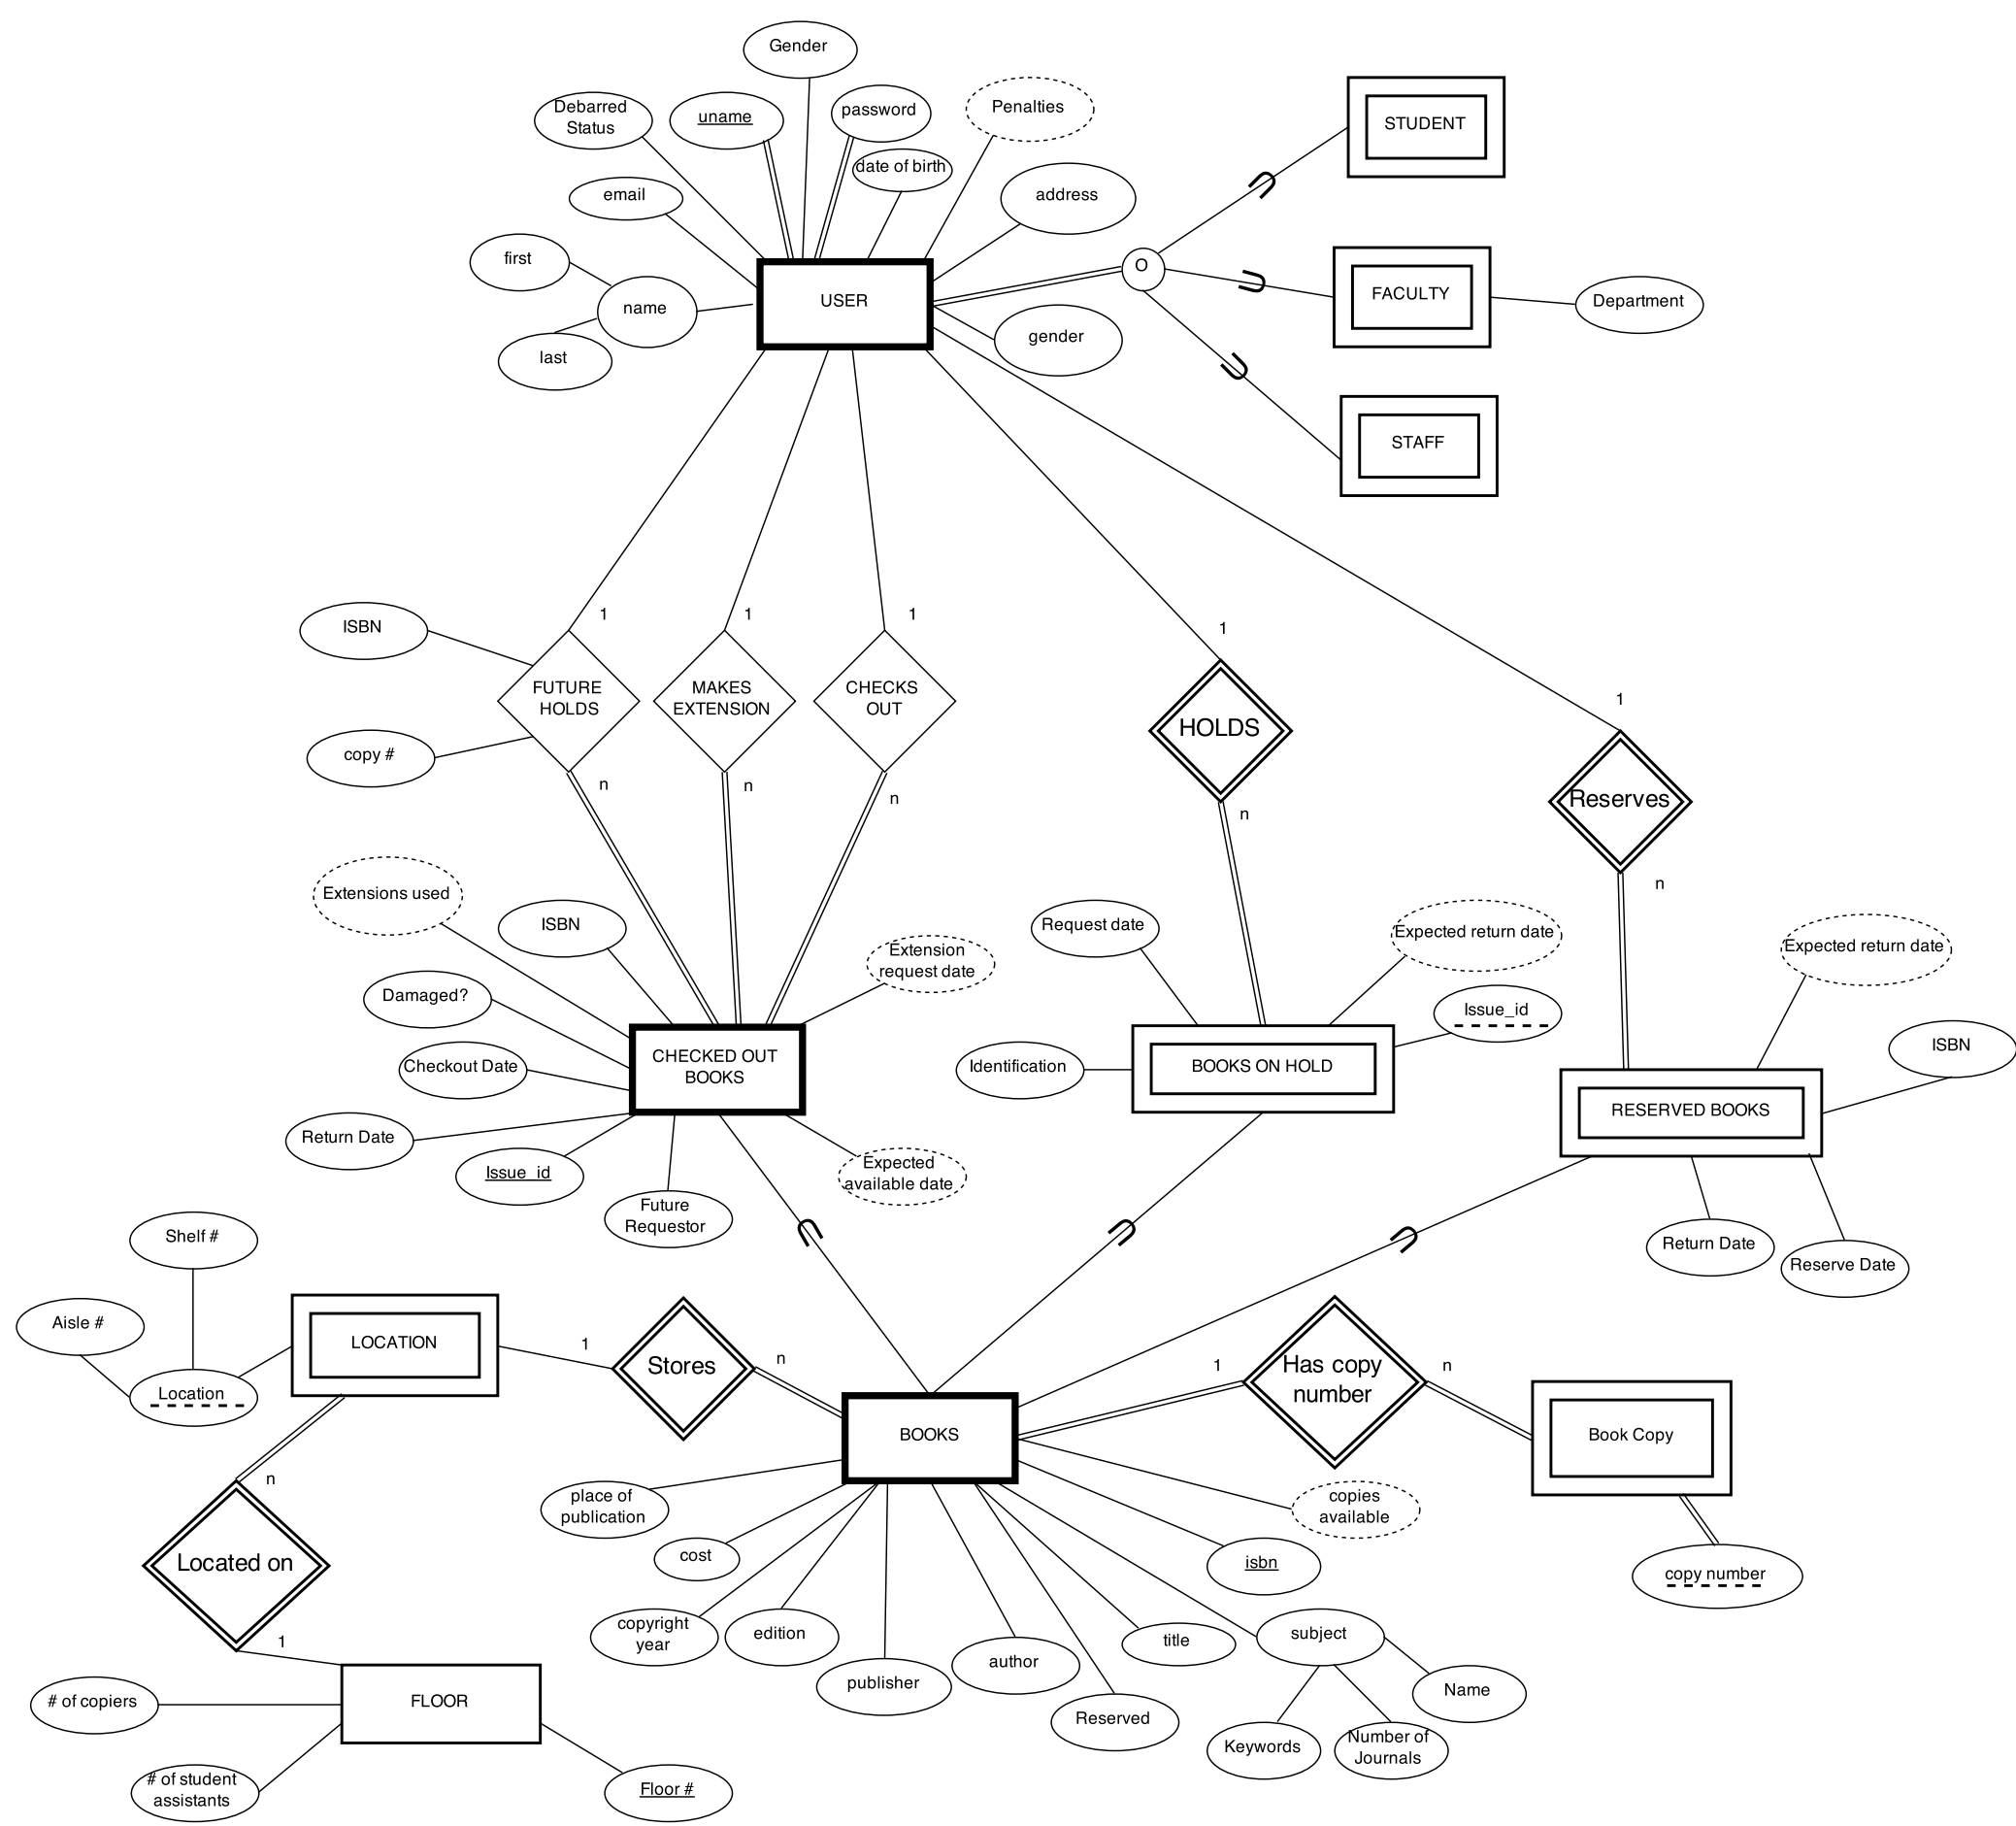 Gender
Debarred
Status
uname
password
Penalties
STUDENT
date of birth
email
address
first
name
USER
O
FACULTY
Department
last
gender
STAFF
1
1
1
1
1
ISBN
FUTURE
HOLDS
MAKES
EXTENSION
CHECKS
OUT
HOLDS
copy #
n
n
n
n
Reserves
n
Extensions used
ISBN
Extension
request date
Request date
Expected return date
Expected return date
Damaged?
Issue_id
Checkout Date
CHECKED OUT
BOOKS
Identification
BOOKS ON HOLD
ISBN
RESERVED BOOKS
Return Date
Issue_id
Future
Requestor
Expected
available date
Return Date
Reserve Date
Shelf #
Aisle #
LOCATION
1
Stores
n
1
Has copy
number
n
Location
BOOKS
Book Copy
n
place of
publication
copies
available
cost
isbn
copy number
Located on
copyright
year
edition
publisher
author
Reserved
title
subject
Name
Keywords
Number of
Journals
1
# of copiers
FLOOR
# of student
assistants
Floor #